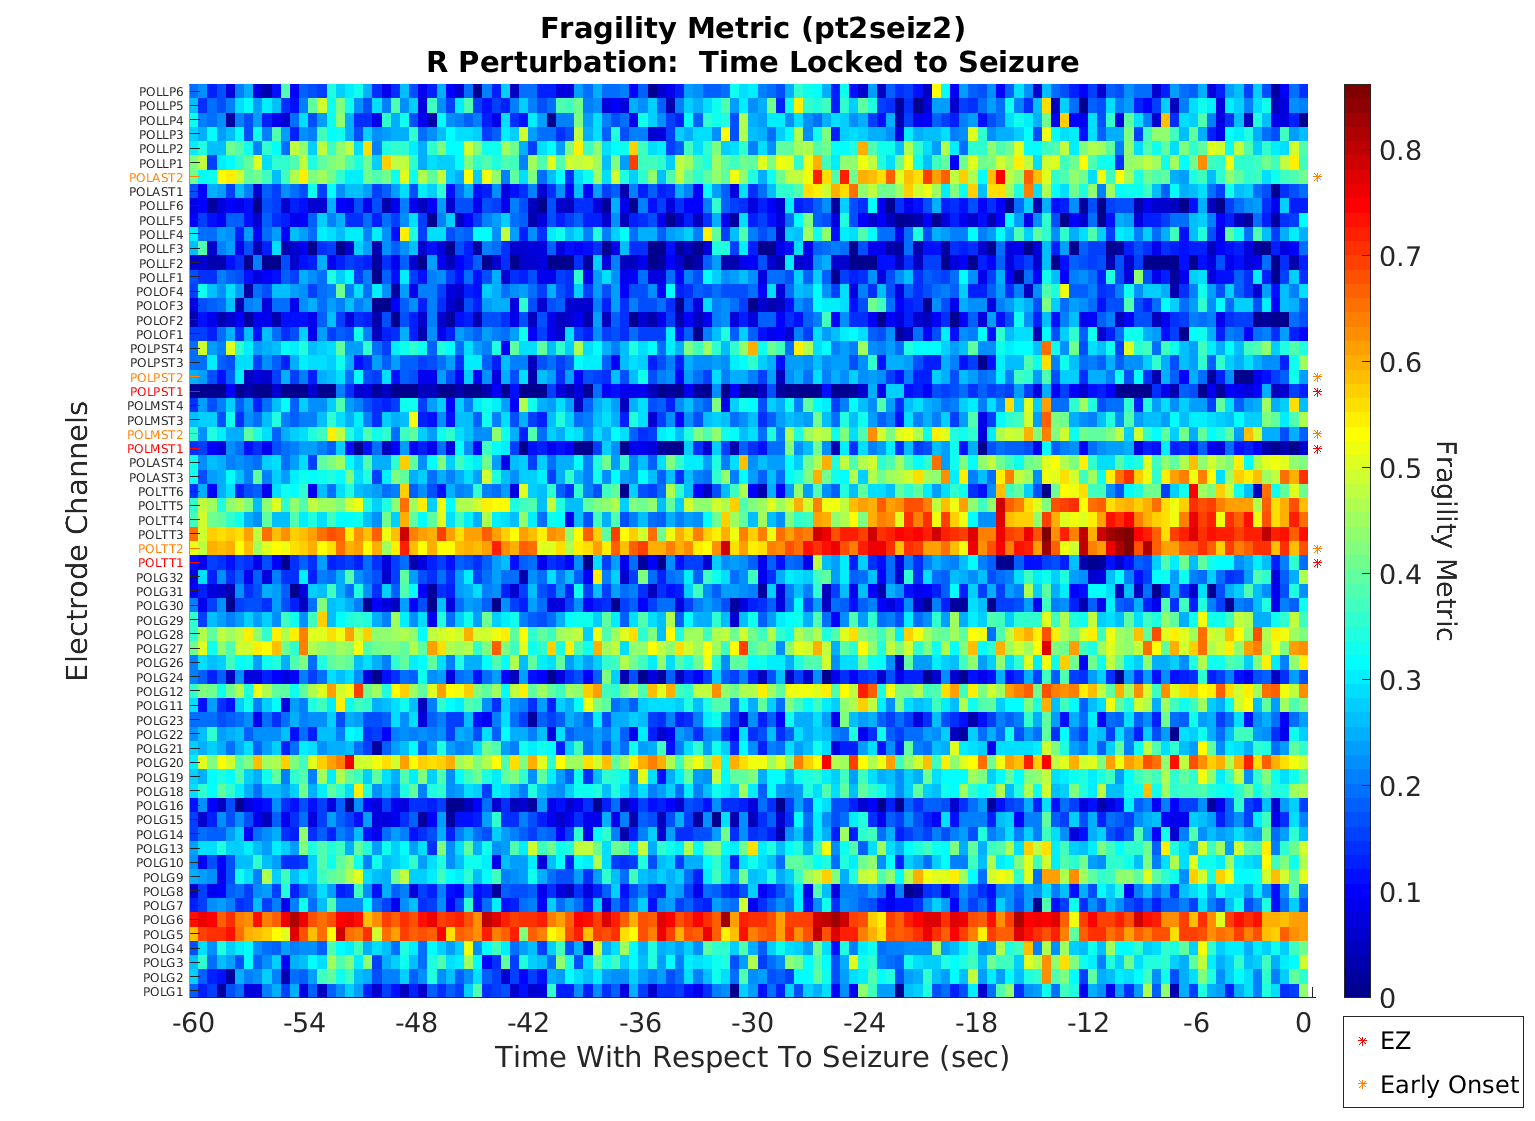 Fragility Metric (pt2seiz2)
R Perturbation:  Time Locked to Seizure
POLLP6
POLLP5
POLLP4
POLLP3
POLLP2
POLLP1
POLAST2
POLAST1
POLLF6
POLLF5
POLLF4
POLLF3
POLLF2
POLLF1
POLOF4
POLOF3
POLOF2
POLOF1
POLPST4
POLPST3
POLPST2
POLPST1
POLMST4
POLMST3
POLMST2
POLMST1
POLAST4
POLAST3
POLTT6
POLTT5
POLTT4
POLTT3
POLTT2
POLTT1
POLG32
POLG31
POLG30
POLG29
POLG28
POLG27
POLG26
POLG24
POLG12
POLG11
POLG23
POLG22
POLG21
POLG20
POLG19
POLG18
POLG16
POLG15
POLG14
POLG13
POLG10
POLG9
POLG8
POLG7
POLG6
POLG5
POLG4
POLG3
POLG2
POLG1
Electrode Channels
-60 -54 -48 -42 -36 -30 -24 -18 -12 -6 0
Time With Respect To Seizure (sec)
0.8
0.7
0.6
0.5
0.4
0.3
0.2
0.1
0
Fragility Metric
EZ
Early Onset